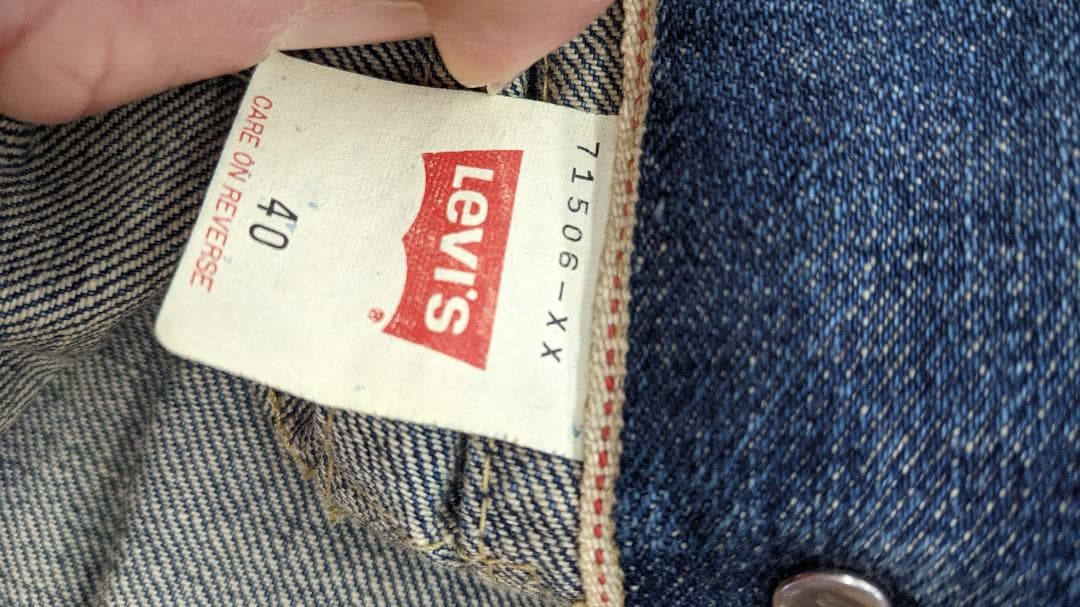 71506-XX
Levi's
®
40
CARE ON REVERSE